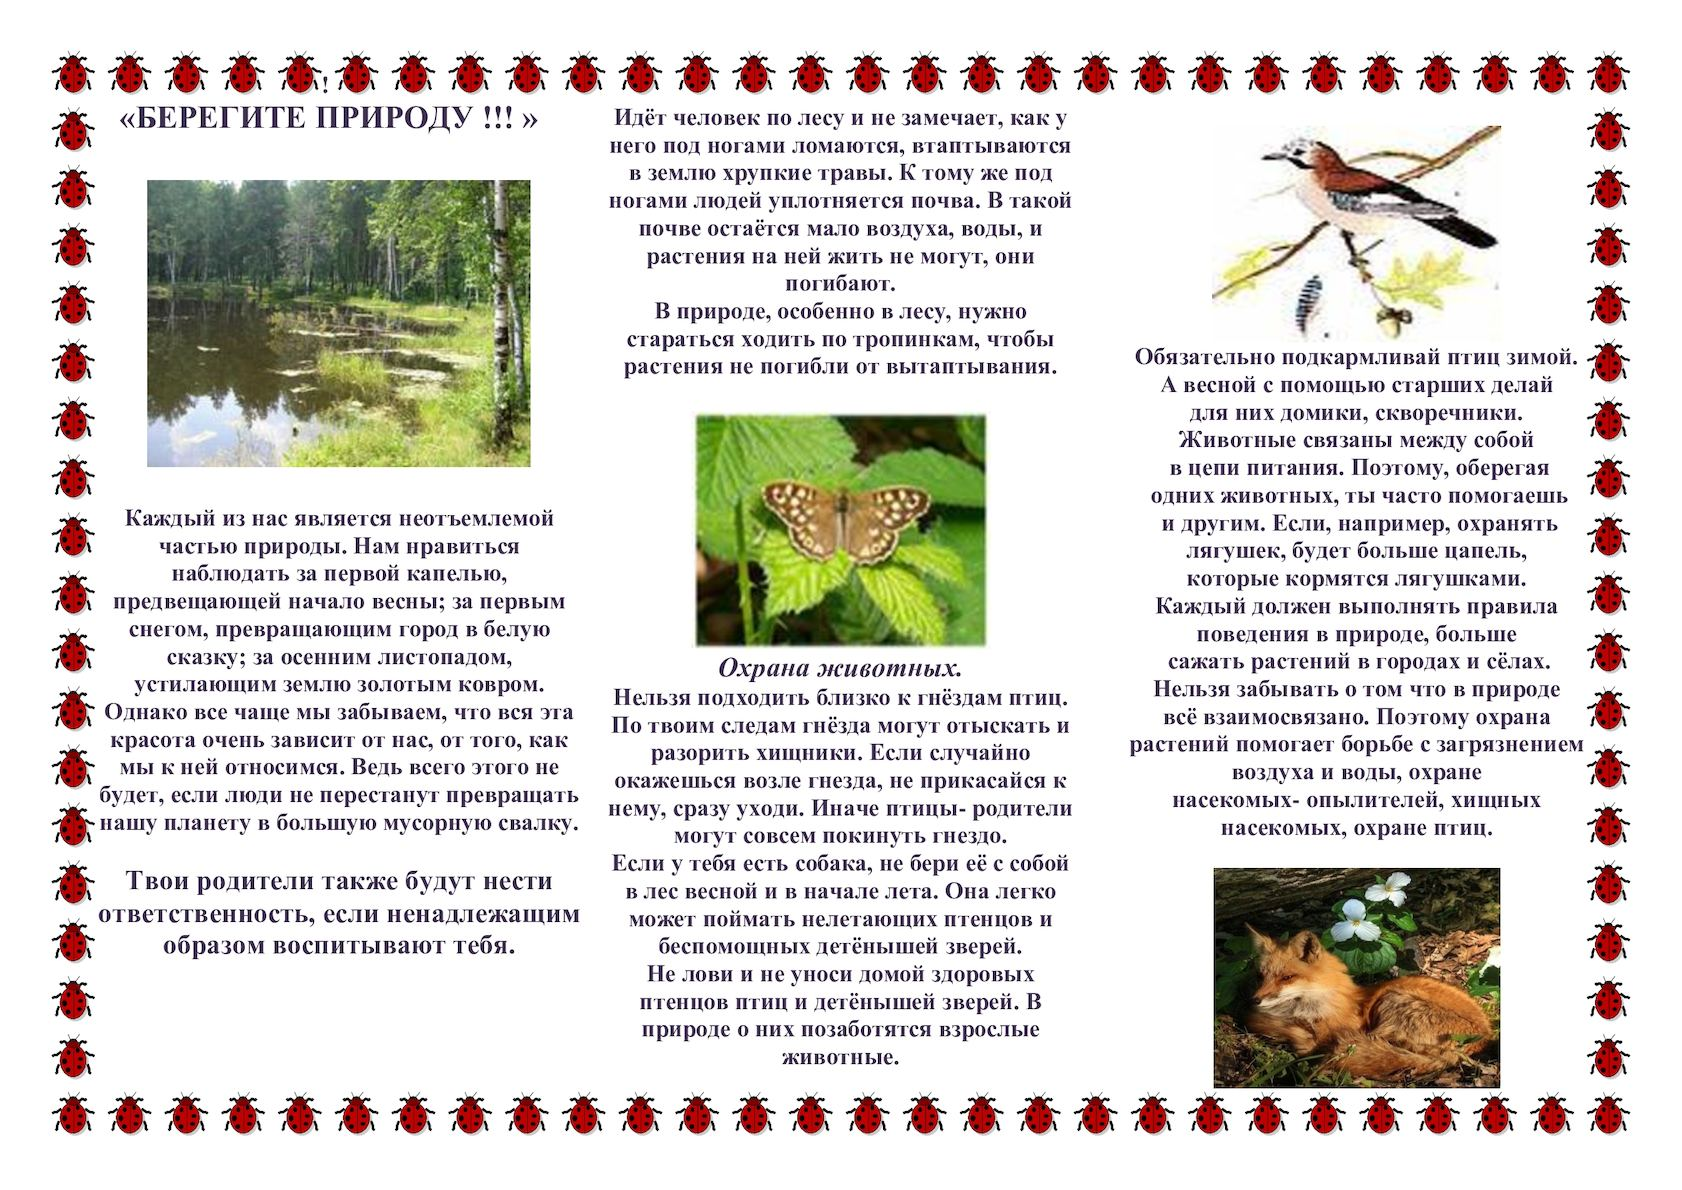 !
«БЕРЕГИТЕ ПРИРОДУ !!! »
Каждый из нас является неотъемлемой
частью природы. Нам нравиться
наблюдать за первой капелью,
предвещающей начало весны; за первым
снегом, превращающим город в белую
сказку; за осенним листопадом,
устилающим землю золотым ковром.
Однако все чаще мы забываем, что вся эта
красота очень зависит от нас, от того, как
мы к ней относимся. Ведь всего этого не
будет, если люди не перестанут превращать
нашу планету в большую мусорную свалку.
Твои родители также будут нести
ответственность, если ненадлежащим
образом воспитывают тебя.
Идёт человек по лесу и не замечает, как у
него под ногами ломаются, втаптываются
в землю хрупкие травы. К тому же под
ногами людей уплотняется почва. В такой
почве остаётся мало воздуха, воды, и
растения на ней жить не могут, они
погибают.
В природе, особенно в лесу, нужно
стараться ходить по тропинкам, чтобы
растения не погибли от вытаптывания.
Охрана животных.
Нельзя подходить близко к гнёздам птиц.
По твоим следам гнёзда могут отыскать и
разорить хищники. Если случайно
окажешься возле гнезда, не прикасайся к
нему, сразу уходи. Иначе птицы- родители
могут совсем покинуть гнездо.
Если у тебя есть собака, не бери её с собой
в лес весной и в начале лета. Она легко
может поймать нелетающих птенцов и
беспомощных детёнышей зверей.
Не лови и не уноси домой здоровых
птенцов птиц и детёнышей зверей. В
природе о них позаботятся взрослые
животные.
Обязательно подкармливай птиц зимой.
А весной с помощью старших делай
для них домики, скворечники.
Животные связаны между собой
в цепи питания. Поэтому, оберегая
одних животных, ты часто помогаешь
и другим. Если, например, охранять
лягушек, будет больше цапель,
которые кормятся лягушками.
Каждый должен выполнять правила
поведения в природе, больше
сажать растений в городах и сёлах.
Нельзя забывать о том что в природе
всё взаимосвязано. Поэтому охрана
растений помогает борьбе с загрязнением
воздуха и воды, охране
насекомых- опылителей, хищных
насекомых, охране птиц.